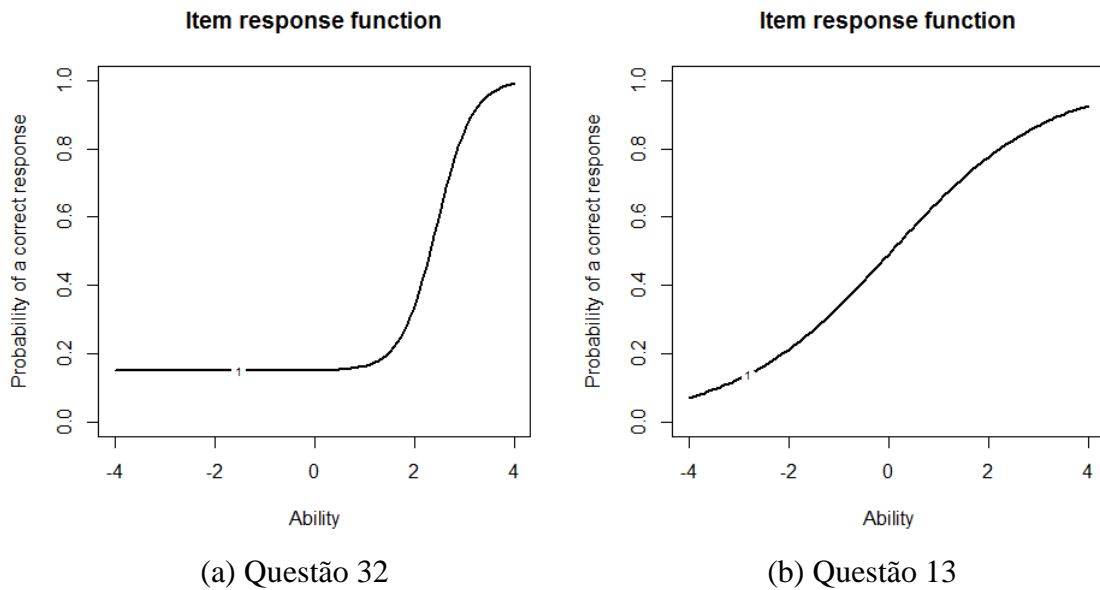 Item response function
Probability of a correct response
1.0
0.8
0.6
0.4
0.2
0.0
1
-4 -2 0 2 4
Ability
(a) Questão 32
Item response function
Probability of a correct response
1.0
0.8
0.6
0.4
0.2
0.0
1
-4 -2 0 2 4
Ability
(b) Questão 13